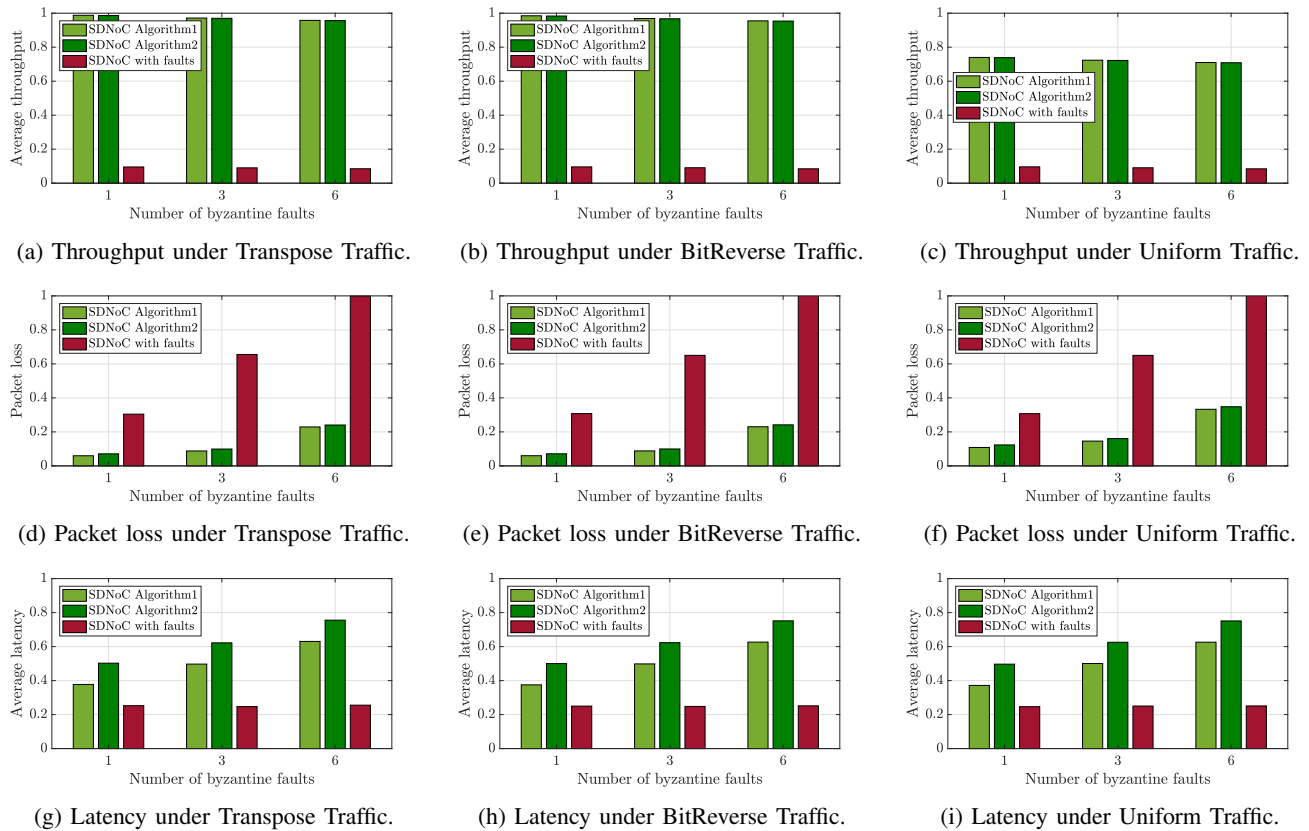 1
0.8
0.6
0.4
0.2
0
Average throughput
SDNoC Algorithm1
SDNoC Algorithm2
SDNoC with faults
1 3 6
Number of byzantine faults
(a) Throughput under Transpose Traffic.
1
0.8
0.6
0.4
0.2
0
Average throughput
SDNoC Algorithm1
SDNoC Algorithm2
SDNoC with faults
1 3 6
Number of byzantine faults
(b) Throughput under BitReverse Traffic.
1
0.8
0.6
0.4
0.2
0
Average throughput
SDNoC Algorithm1
SDNoC Algorithm2
SDNoC with faults
1 3 6
Number of byzantine faults
(c) Throughput under Uniform Traffic.
1
0.8
0.6
0.4
0.2
0
Packet loss
SDNoC Algorithm1
SDNoC Algorithm2
SDNoC with faults
1 3 6
Number of byzantine faults
(d) Packet loss under Transpose Traffic.
1
0.8
0.6
0.4
0.2
0
Packet loss
SDNoC Algorithm1
SDNoC Algorithm2
SDNoC with faults
1 3 6
Number of byzantine faults
(e) Packet loss under BitReverse Traffic.
1
0.8
0.6
0.4
0.2
0
Packet loss
SDNoC Algorithm1
SDNoC Algorithm2
SDNoC with faults
1 3 6
Number of byzantine faults
(f) Packet loss under Uniform Traffic.
1
0.8
0.6
0.4
0.2
0
Average latency
SDNoC Algorithm1
SDNoC Algorithm2
SDNoC with faults
1 3 6
Number of byzantine faults
(g) Latency under Transpose Traffic.
1
0.8
0.6
0.4
0.2
0
Average latency
SDNoC Algorithm1
SDNoC Algorithm2
SDNoC with faults
1 3 6
Number of byzantine faults
(h) Latency under BitReverse Traffic.
1
0.8
0.6
0.4
0.2
0
Average latency
SDNoC Algorithm1
SDNoC Algorithm2
SDNoC with faults
1 3 6
Number of byzantine faults
(i) Latency under Uniform Traffic.